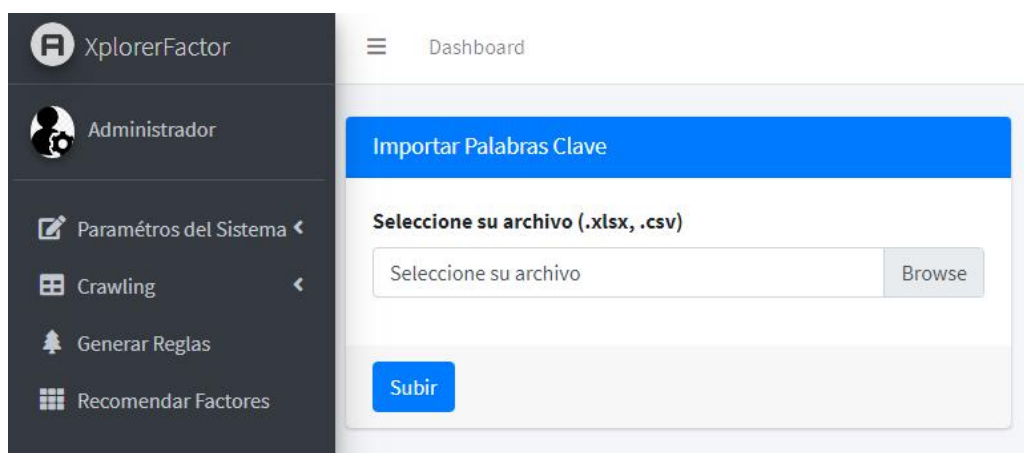 XplorerFactor
Dashboard
Administrador
Importar Palabras Clave
Paramétros del Sistema
Seleccione su archivo (.xlsx, .csv)
Crawling
Seleccione su archivo
Browse
Generar Reglas
Recomendar Factores
Subir